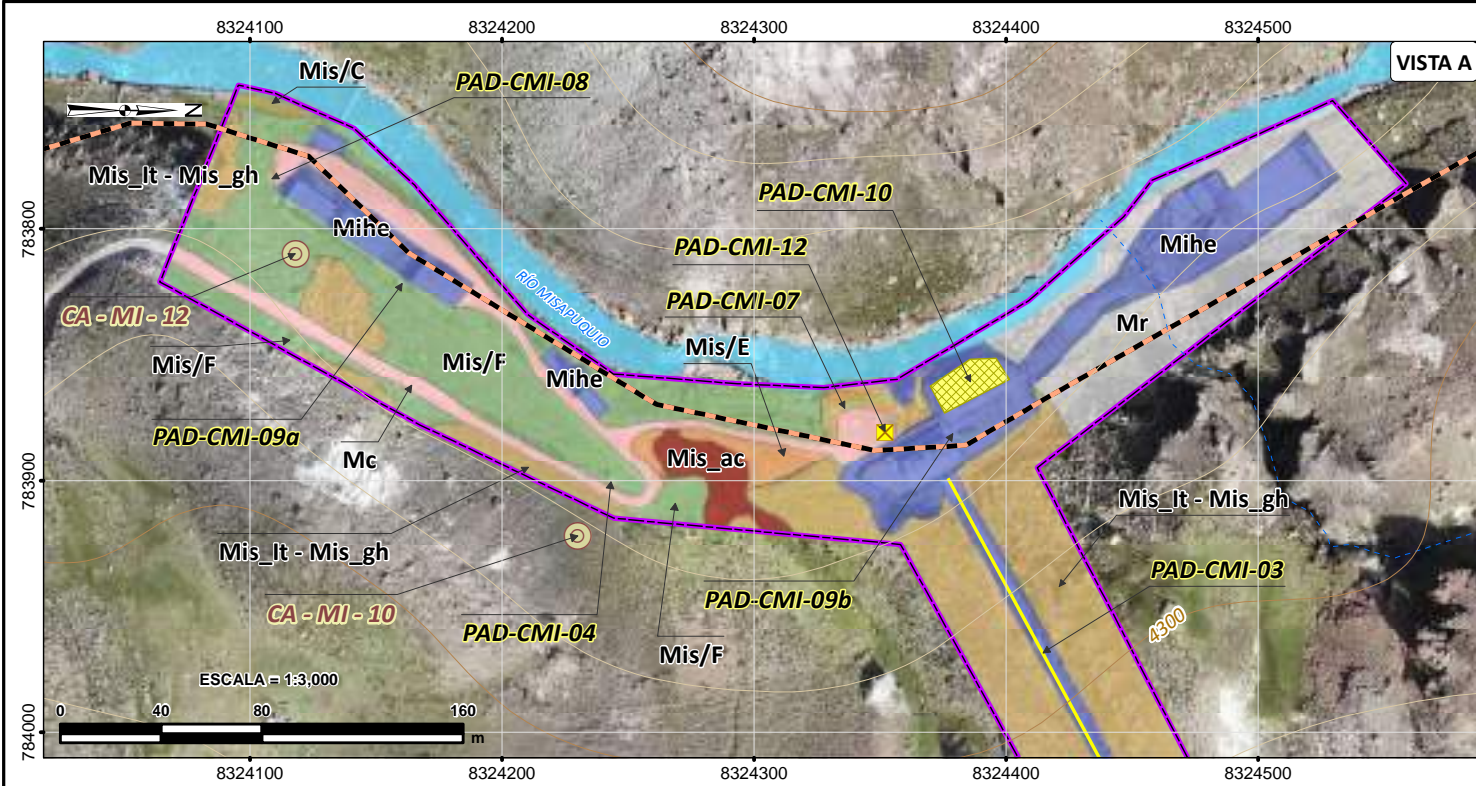 8324100 8324200 8324300 8324400 8324500
VISTA A
Mis/C
PAD-CMI-08
N
Mis_lt - Mis_gh
PAD-CMI-10
783800
Mihe
Mihe
PAD-CMI-12
PAD-CMI-07
CA - MI - 12
RÍO MISAPUQUIO
Mr
Mis/F
Mis/F
Mis/E
Mihe
PAD-CMI-09a
Mc
Mis_ac
783900
Mis_lt - Mis_gh
Mis_lt - Mis_gh
PAD-CMI-03
CA - MI - 10
PAD-CMI-09b
PAD-CMI-04
4300
Mis/F
ESCALA = 1:3,000
0 40 80 160
m
784000
8324100 8324200 8324300 8324400 8324500